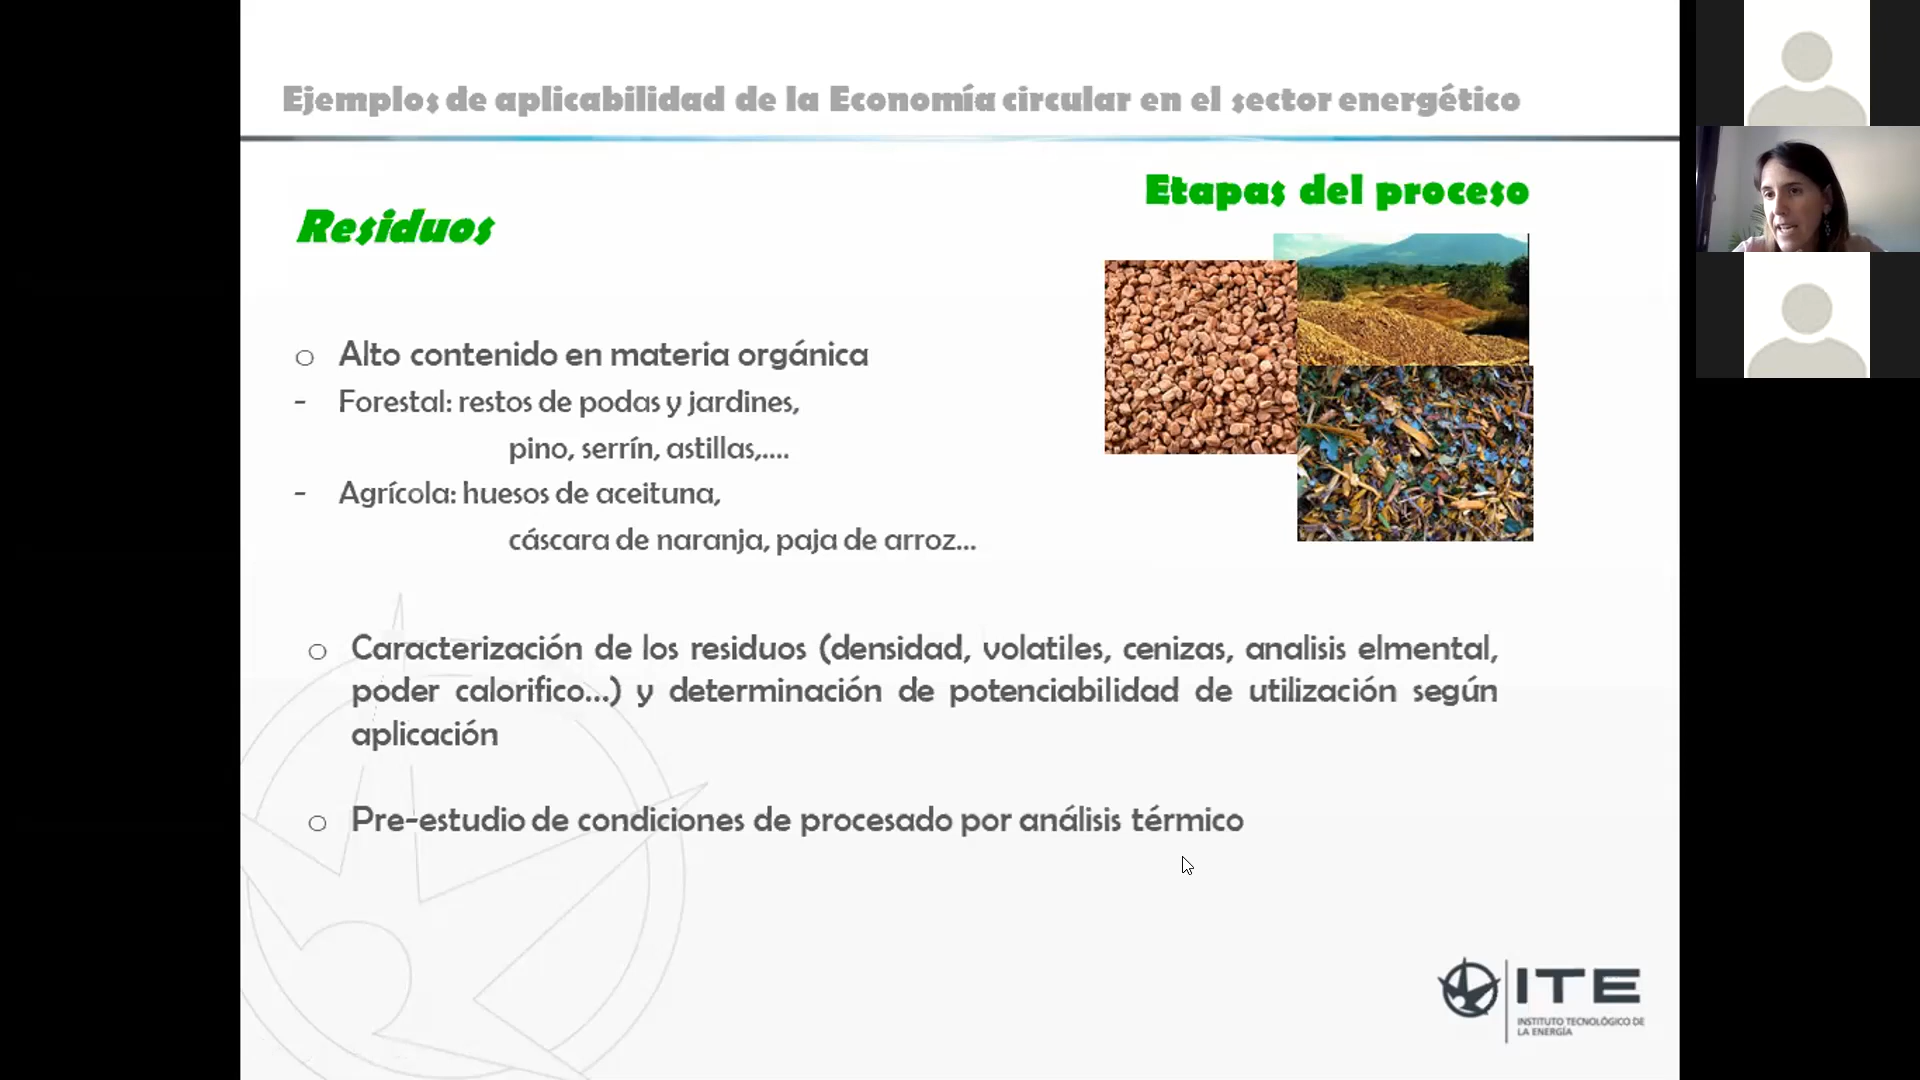 Ejemplos de aplicabilidad de la Economía circular en el sector energético
Etapas del proceso
Residuos
o Alto contenido en materia orgánica
- Forestal: restos de podas y jardines,
pino, serrín, astillas,....
- Agrícola: huesos de aceituna,
cáscara de naranja, paja de arroz...
o Caracterización de los residuos (densidad, volatiles, cenizas, analisis elmental,
poder calorifico...) y determinación de potenciabilidad de utilización según
aplicación
o Pre-estudio de condiciones de procesado por análisis térmico
ITE
INSTITUTO TECNOLÓGICO DE
LA ENERGÍA